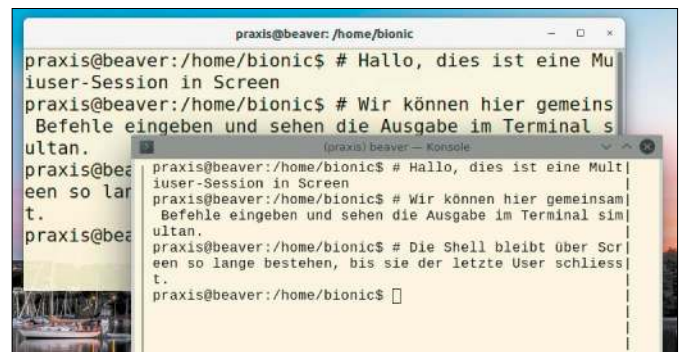 praxis@beaver: /home/bionic
praxis@beaver:/home/bionic$ # Hallo, dies ist eine Mu
iuser-Session in Screen
praxis@beaver:/home/bionic$ # Wir können hier gemeins
Befehle eingeben und sehen die Ausgabe im Terminal s
ultan.
praxis@bea
een so lan
t.
praxis@bea
(praxis) beaver — Konsole
praxis@beaver:/home/bionic$ # Hallo, dies ist eine Mult|
iuser-Session in Screen |
praxis@beaver:/home/bionic$ # Wir können hier gemeinsam|
Befehle eingeben und sehen die Ausgabe im Terminal sim|
ultan. |
praxis@beaver:/home/bionic$ # Die Shell bleibt über Scr|
een so lange bestehen, bis sie der letzte User schliess|
t. |
praxis@beaver:/home/bionic$ |